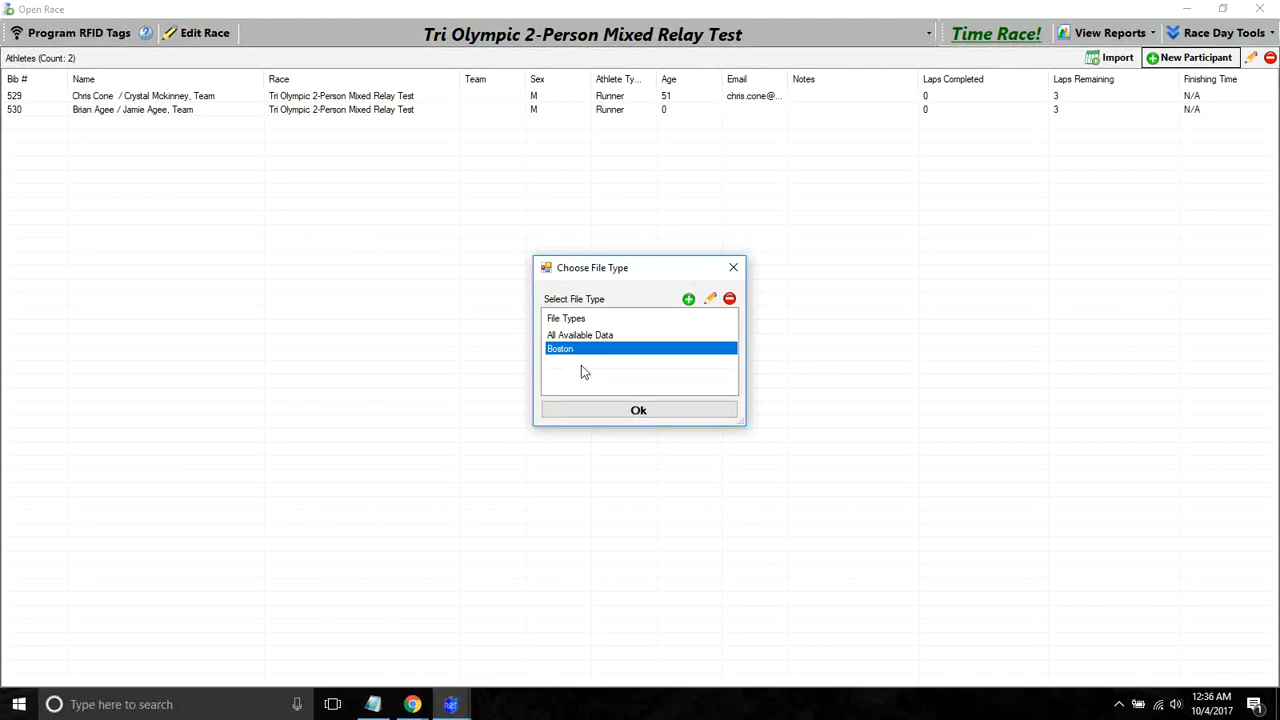 Open Race
Program RFID Tags ? Edit Race Tri Olympic 2-Person Mixed Relay Test Time Race! View Reports Race Day Tools
Athletes (Count: 2) Import New Participant
Bib # Name Race Team Sex Athlete Ty... Age Email Notes Laps Completed Laps Remaining Finishing Time
529 Chris Cone / Crystal Mckinney, Team Tri Olympic 2-Person Mixed Relay Test M Runner 51 chris.cone@... 0 3 N/A
530 Brian Agee / Jamie Agee, Team Tri Olympic 2-Person Mixed Relay Test M Runner 0 0 3 N/A
Choose File Type
Select File Type
File Types
All Available Data
Boston
Ok
Type here to search
12:36 AM
10/4/2017
1